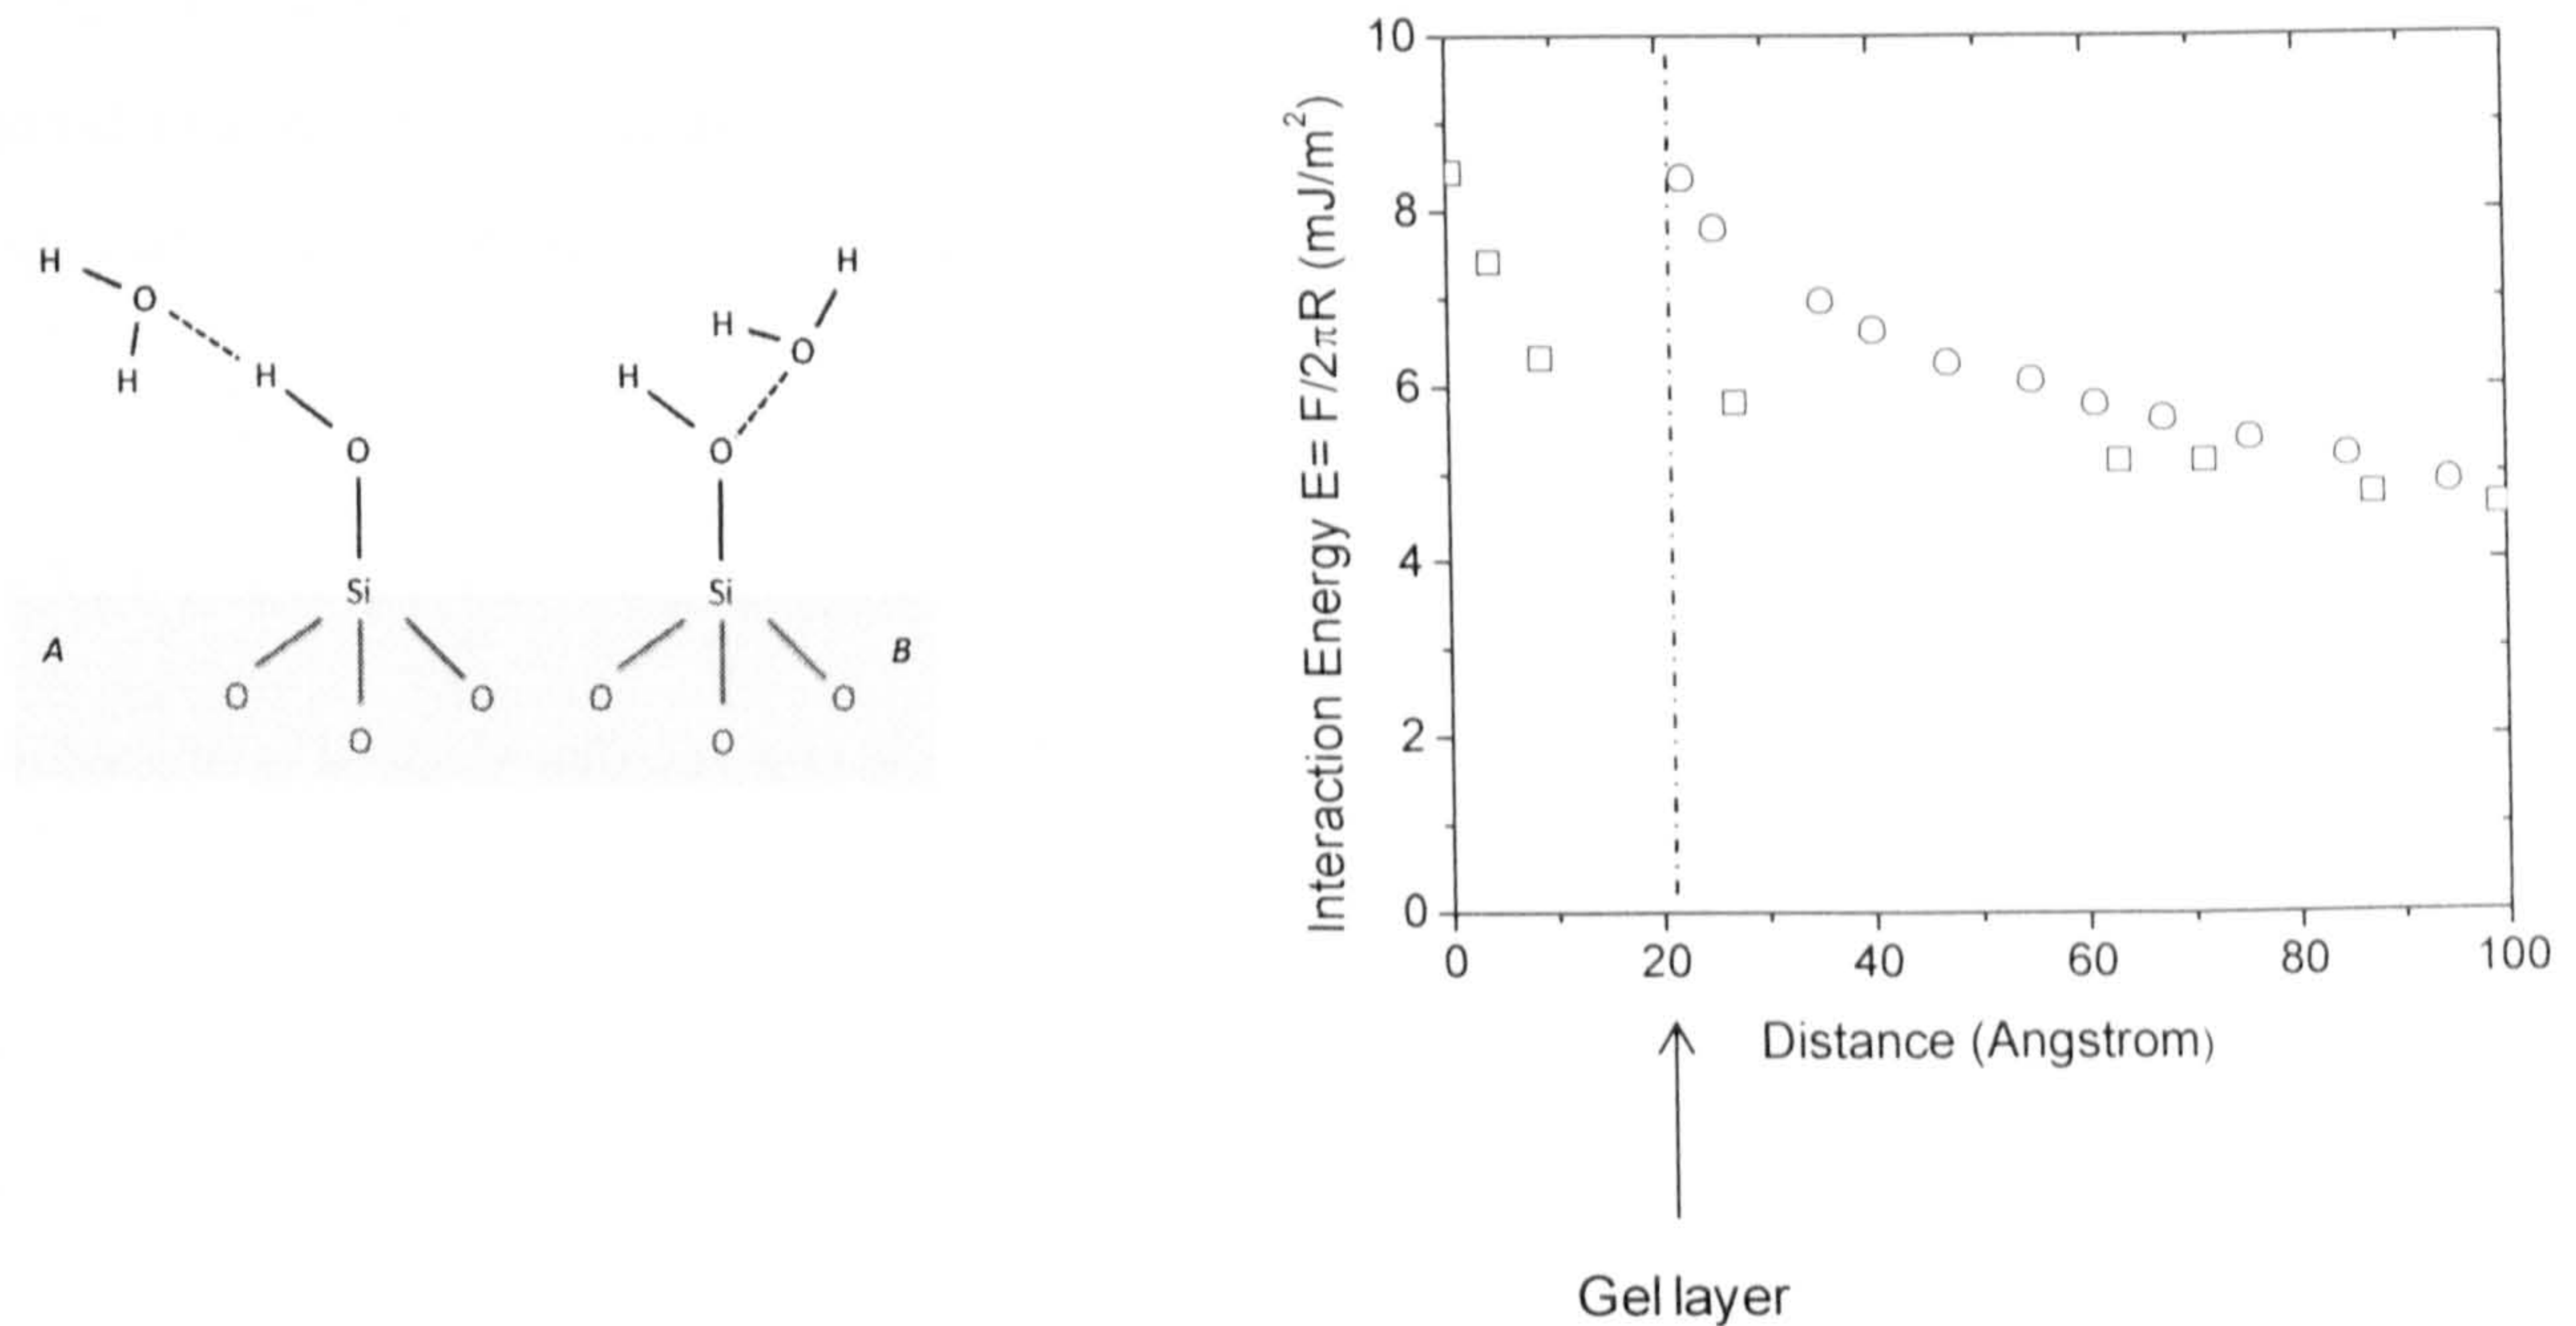 H
H
O
H
O
H
H
H
H
O
O
Si
Si
A
B
O
O
O
O
O
O
10
8
6
4
2
0
Interaction Energy E= F/2πR (mJ/m²)
0 20 40 60 80 100
Distance (Angstrom)
Gel layer